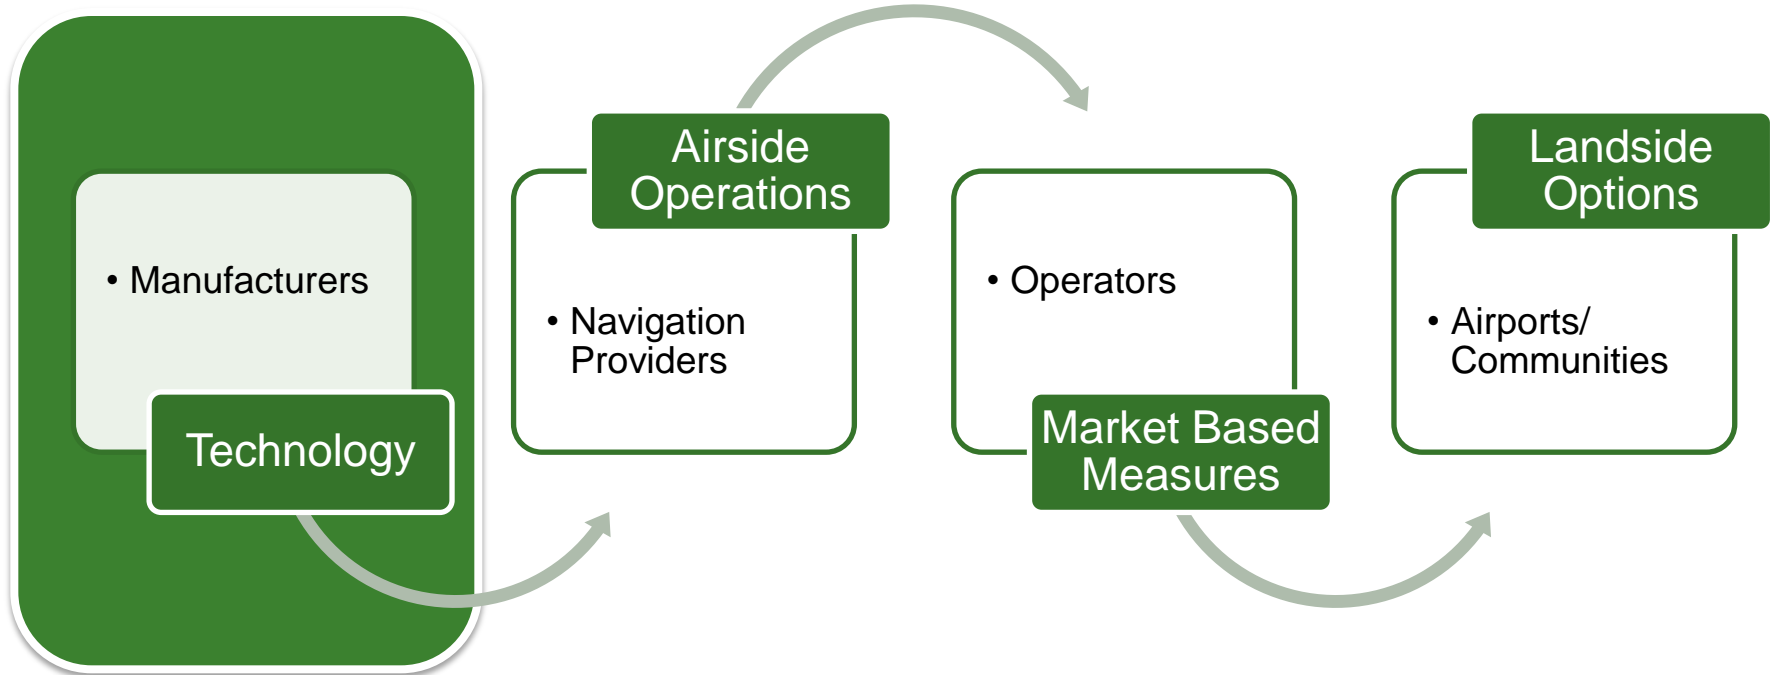 • Manufacturers
Technology
Airside
Operations
• Navigation
Providers
• Operators
Market Based
Measures
Landside
Options
• Airports/
Communities